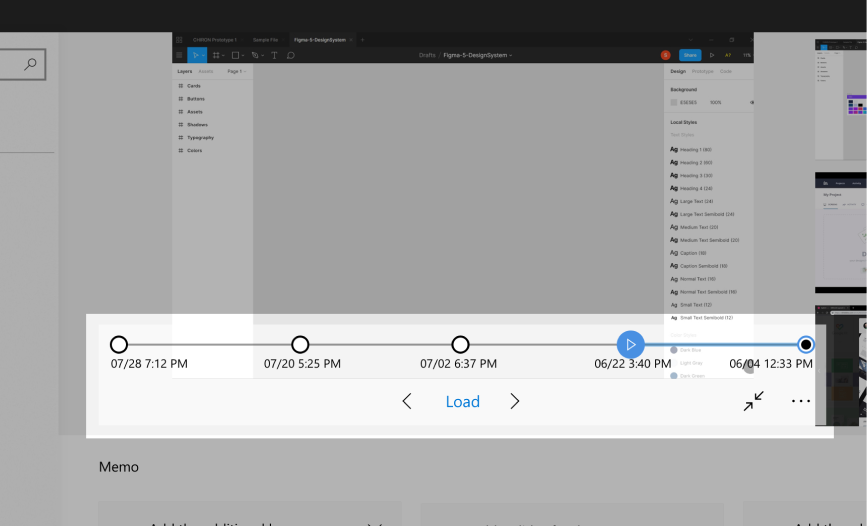 CHIREN Prototype 1 Sample File Figma-5-DesignSystem
Drafts / Figma-5-DesignSystem
S Share
Layers Assets Page 1
Cards
Buttons
Assets
Shadows
Typography
Colors
Design Prototype Code
Background
E5E5E5 100%
Local Styles
Text Styles
Ag Heading 1 (80)
Ag Heading 2 (60)
Ag Heading 3 (30)
Ag Heading 4 (24)
Ag Large Text (24)
Ag Large Text Semibold (24)
Ag Medium Text (20)
Ag Medium Text Semibold (20)
Ag Caption (18)
Ag Caption Semibold (18)
Ag Normal Text (16)
Ag Normal Text Semibold (16)
Ag Small Text (12)
Ag Small Text Semibold (12)
Dark Blue
Light Gray
Dark Green
My Project
07/28 7:12 PM
07/20 5:25 PM
07/02 6:37 PM
06/22 3:40 PM
06/04 12:33 PM
Load
Memo